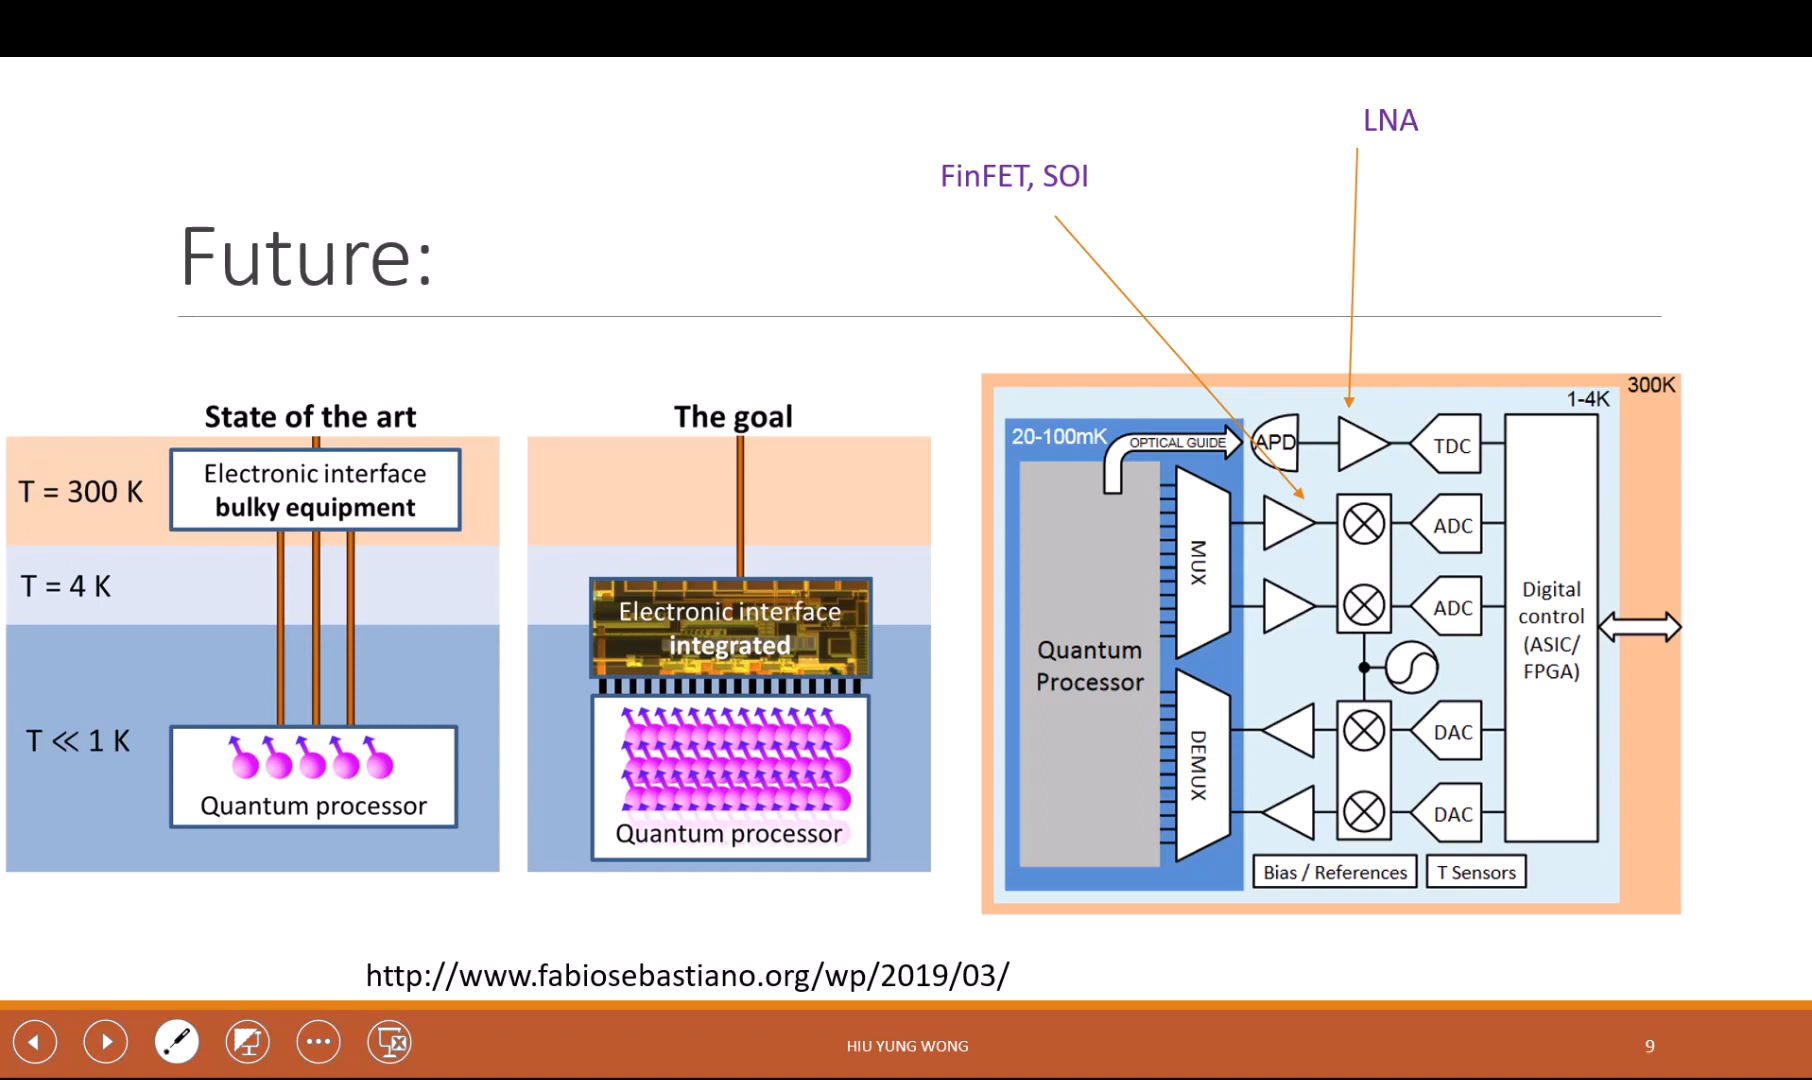 LNA
FinFET, SOI
Future:
State of the art
T = 300 K
Electronic interface
bulky equipment
T = 4 K
T ≪ 1 K
Quantum processor
The goal
Electronic interface
integrated
Quantum processor
300K
1-4K
20-100mK
OPTICAL GUIDE
APD
TDC
MUX
ADC
ADC
Quantum
Processor
Digital
control
(ASIC/
FPGA)
DEMUX
DAC
DAC
Bias / References
T Sensors
http://www.fabiosebastiano.org/wp/2019/03/
HIU YUNG WONG
9